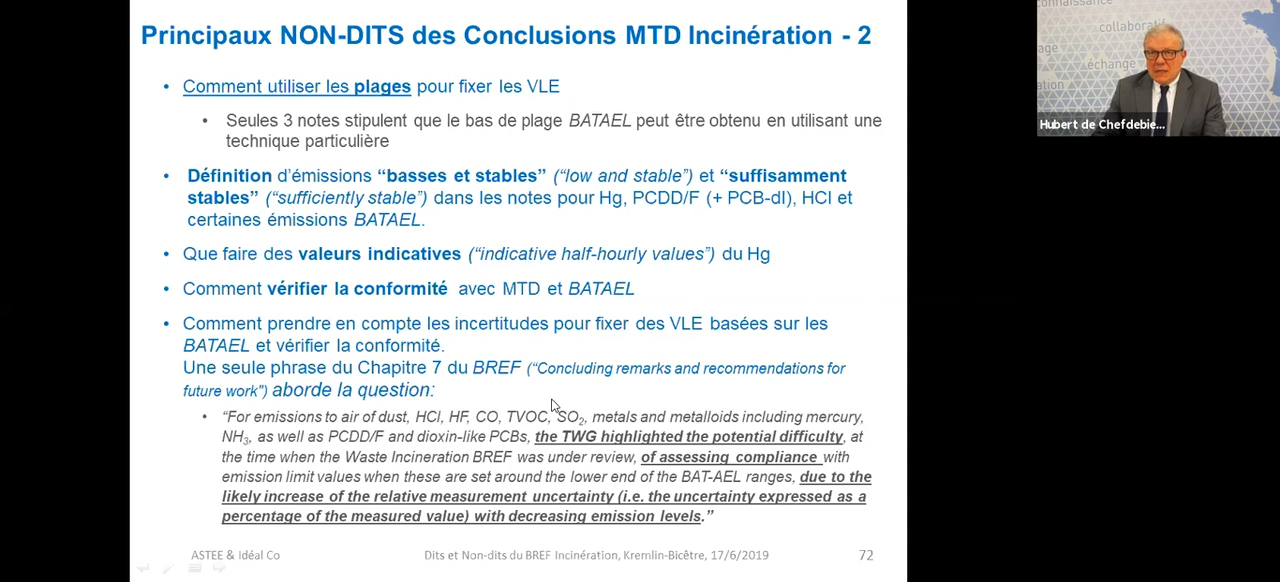 Principaux NON-DITS des Conclusions MTD Incinération - 2
• Comment utiliser les plages pour fixer les VLE
• Seules 3 notes stipulent que le bas de plage BATAEL peut être obtenu en utilisant une
technique particulière
• Définition d'émissions “basses et stables” (“low and stable”) et “suffisamment
stables” (“sufficiently stable”) dans les notes pour Hg, PCDD/F (+ PCB-dl), HCl et
certaines émissions BATAEL.
• Que faire des valeurs indicatives (“indicative half-hourly values”) du Hg
• Comment vérifier la conformité avec MTD et BATAEL
• Comment prendre en compte les incertitudes pour fixer des VLE basées sur les
BATAEL et vérifier la conformité.
Une seule phrase du Chapitre 7 du BREF (“Concluding remarks and recommendations for
future work") aborde la question:
• “For emissions to air of dust, HCl, HF, CO, TVOC, SO2, metals and metalloids including mercury,
NH3, as well as PCDD/F and dioxin-like PCBs, the TWG highlighted the potential difficulty, at
the time when the Waste Incineration BREF was under review, of assessing compliance with
emission limit values when these are set around the lower end of the BAT-AEL ranges, due to the
likely increase of the relative measurement uncertainty (i.e. the uncertainty expressed as a
percentage of the measured value) with decreasing emission levels.”
ASTEE & Idéal Co
Dits et Non-dits du BREF Incinération, Kremlin-Bicêtre, 17/6/2019
72
connaissance
collaboratif
échange
Hubert de Chefdebie...